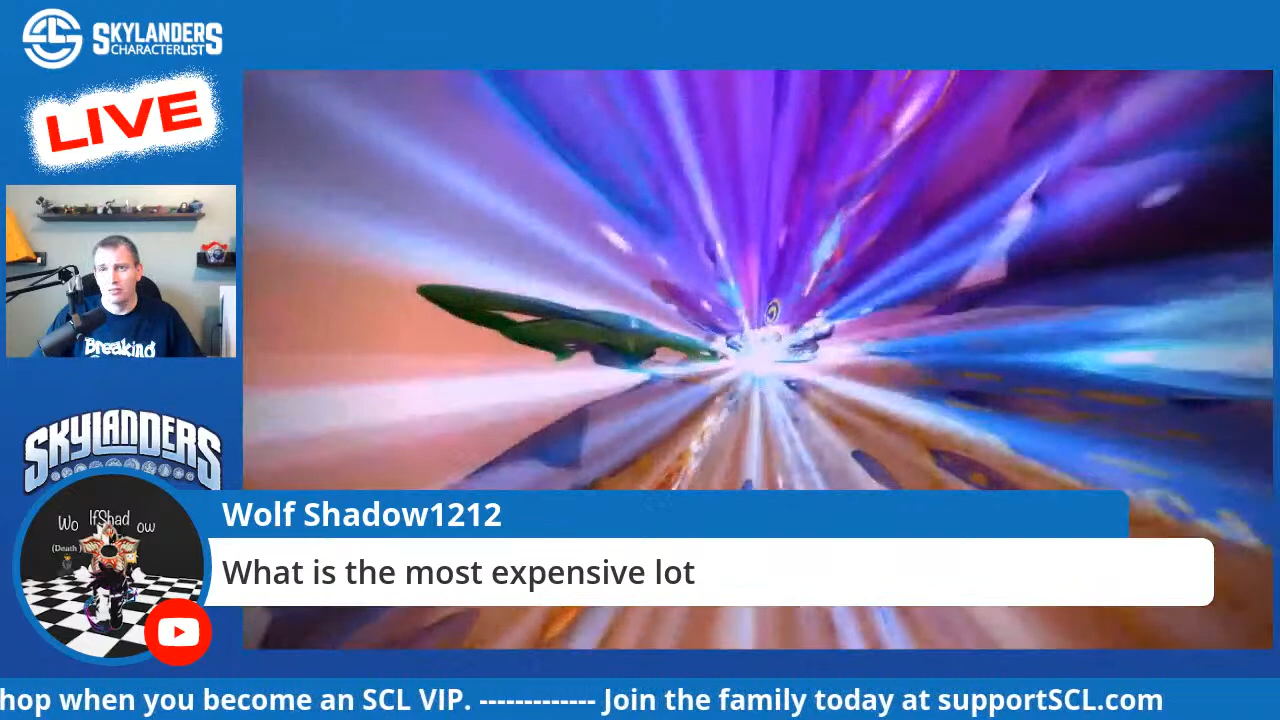 SKYLANDERS
CHARACTERLIST
LIVE
Breaking
SKYLANDERS
Wo lfShad ow
(Death)
Wolf Shadow1212
What is the most expensive lot
hop when you become an SCL VIP. ------------ Join the family today at supportSCL.com